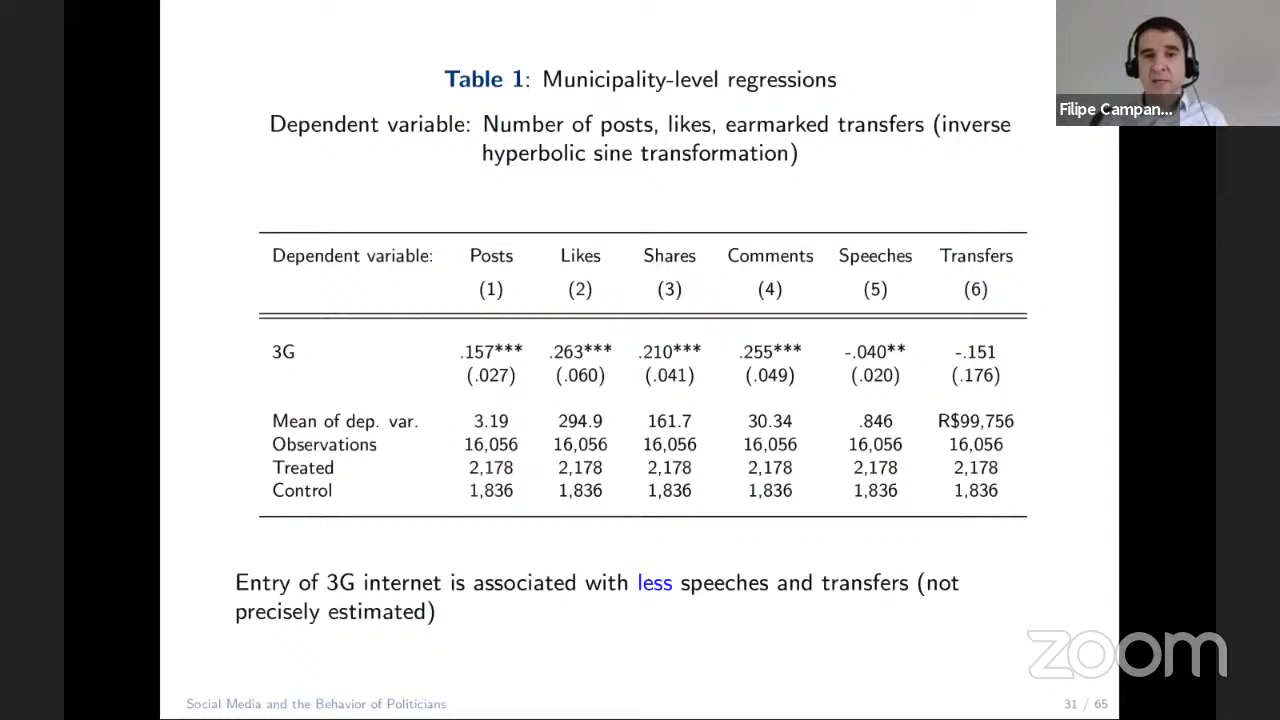 Filipe Campan...
Table 1: Municipality-level regressions
Dependent variable: Number of posts, likes, earmarked transfers (inverse
hyperbolic sine transformation)
Dependent variable: Posts Likes Shares Comments Speeches Transfers
(1) (2) (3) (4) (5) (6)
3G .157*** .263*** .210*** .255*** -.040** -.151
(.027) (.060) (.041) (.049) (.020) (.176)
Mean of dep. var. 3.19 294.9 161.7 30.34 .846 R$99,756
Observations 16,056 16,056 16,056 16,056 16,056 16,056
Treated 2,178 2,178 2,178 2,178 2,178 2,178
Control 1,836 1,836 1,836 1,836 1,836 1,836
Entry of 3G internet is associated with less speeches and transfers (not
precisely estimated)
zoom
Social Media and the Behavior of Politicians 31 / 65